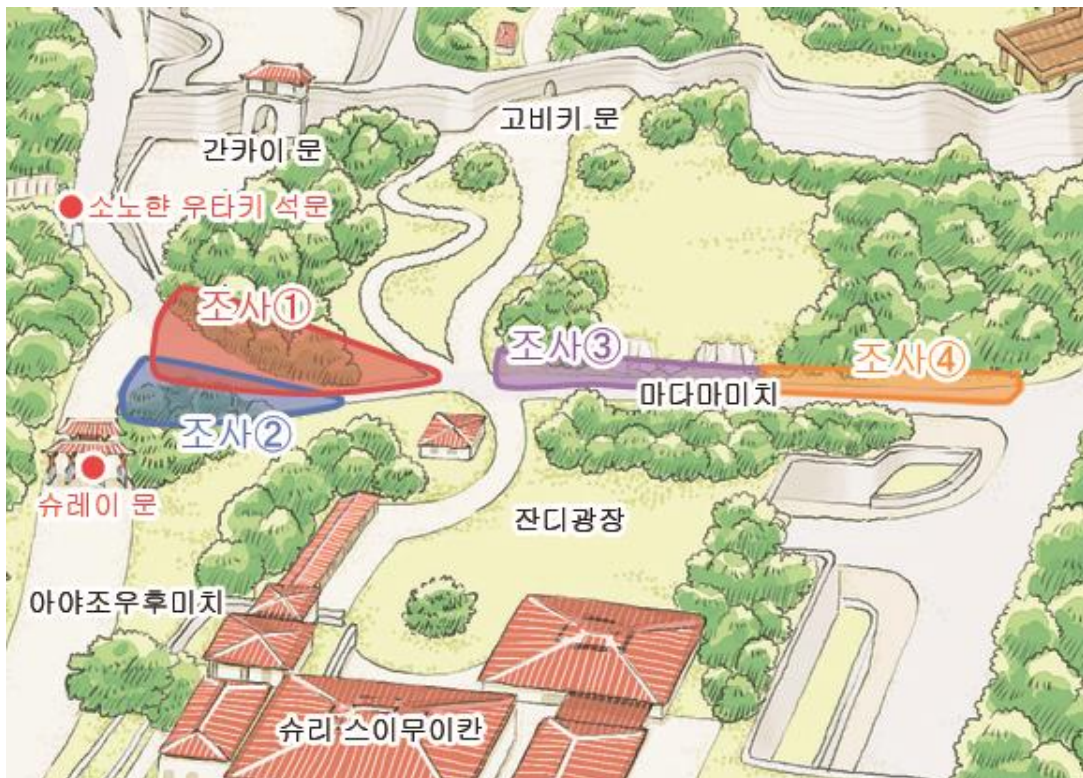 고비키 문
간카이 문
소노햔 우타키 석문
조사①
조사③
조사④
마다마미치
조사②
슈레이 문
잔디광장
아야조우후미치
슈리 스이무이칸